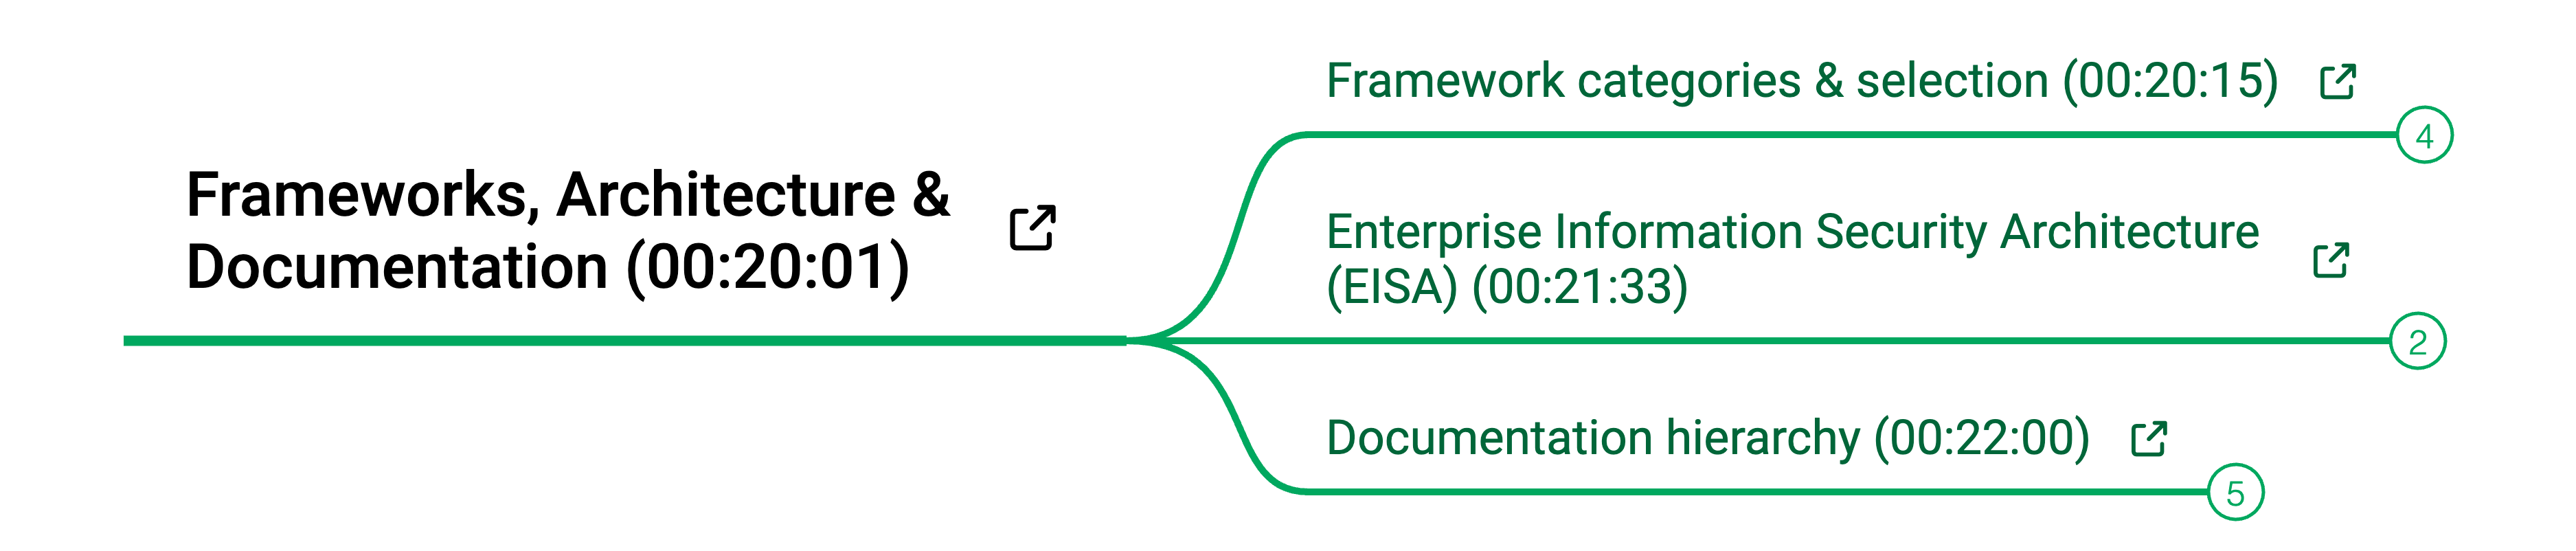 Frameworks, Architecture &
Documentation (00:20:01)
Framework categories & selection (00:20:15)
4
Enterprise Information Security Architecture
(EISA) (00:21:33)
2
Documentation hierarchy (00:22:00)
5